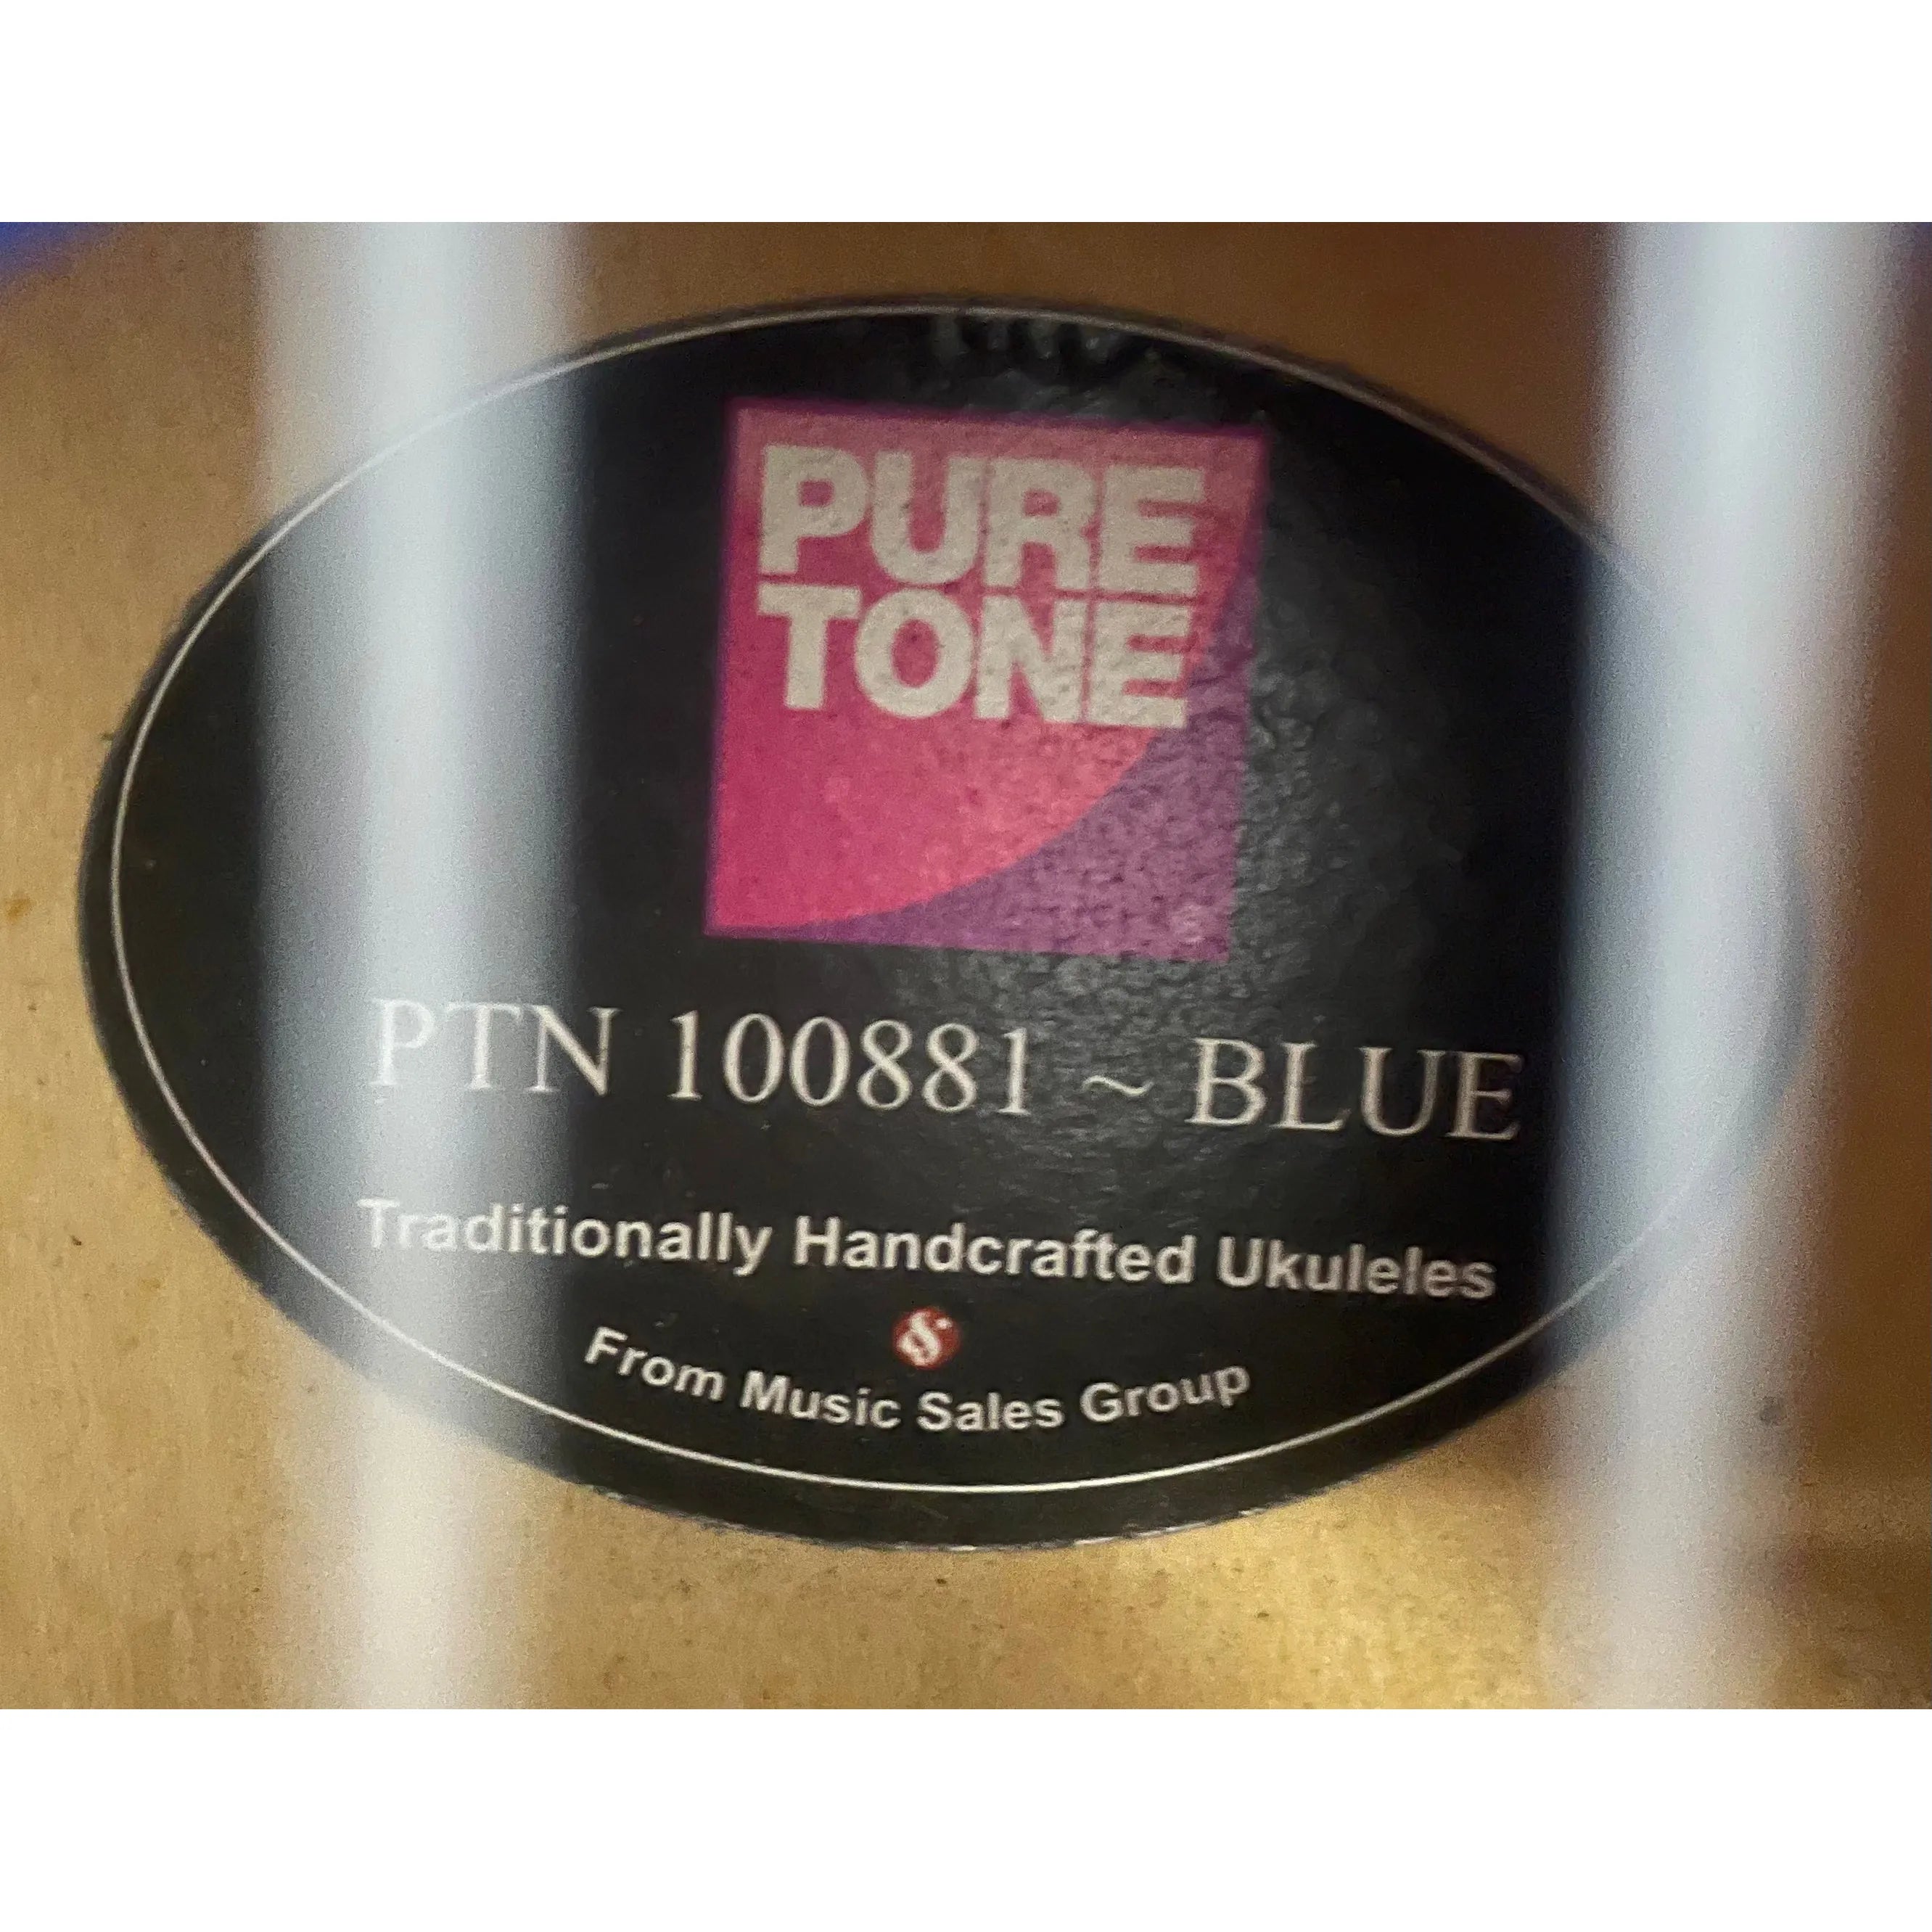 PURE
TONE
PTN 100881 ~ BLUE
Traditionally Handcrafted Ukuleles
From Music Sales Group